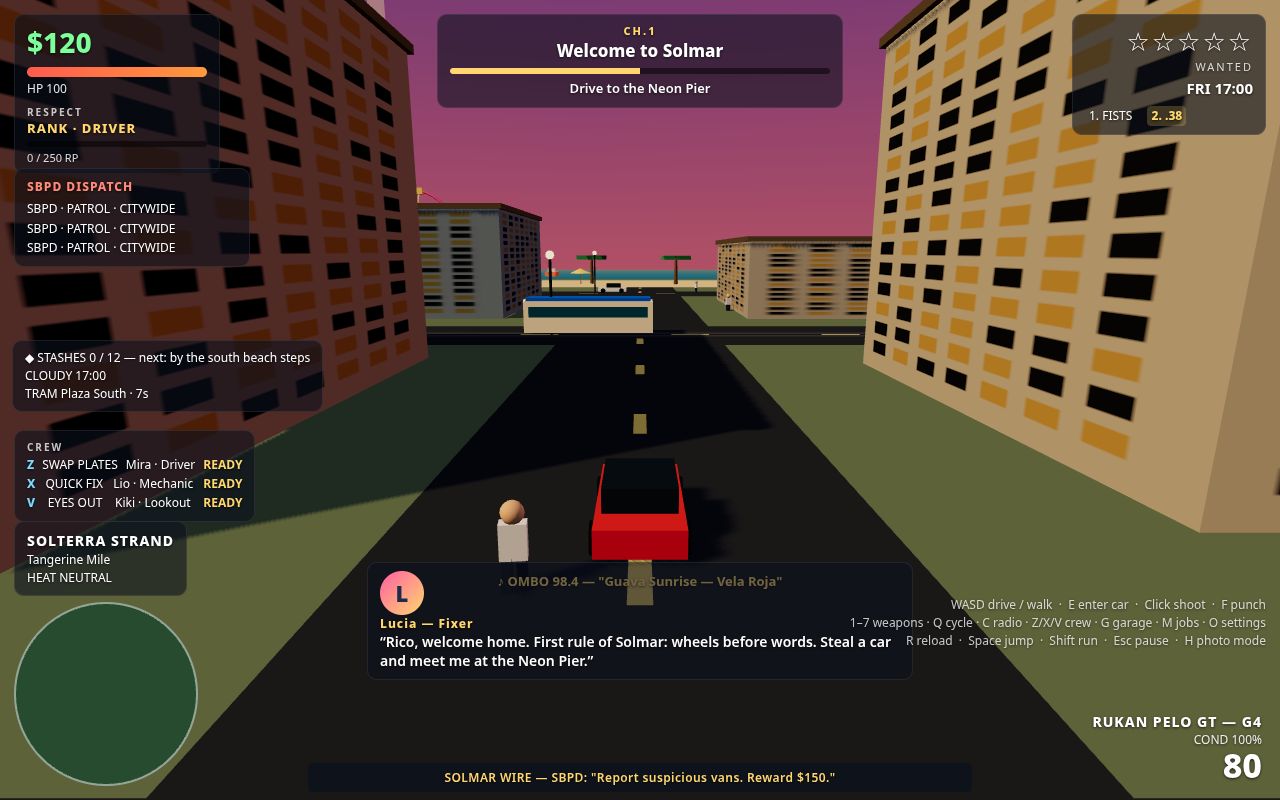 $120
HP 100
RESPECT
RANK · DRIVER
0 / 250 RP
SBPD DISPATCH
SBPD · PATROL · CITYWIDE
SBPD · PATROL · CITYWIDE
SBPD · PATROL · CITYWIDE
CH.1
Welcome to Solmar
Drive to the Neon Pier
☆☆☆☆☆
WANTED
FRI 17:00
1. FISTS 2. .38
◆ STASHES 0 / 12 — next: by the south beach steps
CLOUDY 17:00
TRAM Plaza South · 7s
CREW
Z SWAP PLATES Mira · Driver READY
X QUICK FIX Lio · Mechanic READY
V EYES OUT Kiki · Lookout READY
SOLTERRA STRAND
Tangerine Mile
HEAT NEUTRAL
♪ OMBO 98.4 — "Guava Sunrise — Vela Roja"
L
Lucia — Fixer
”Rico, welcome home. First rule of Solmar: wheels before words. Steal a car
and meet me at the Neon Pier.”
WASD drive / walk · E enter car · Click shoot · F punch
1–7 weapons · Q cycle · C radio · Z/X/V crew · G garage · M jobs · O settings
R reload · Space jump · Shift run · Esc pause · H photo mode
RUKAN PELO GT — G4
COND 100%
80
SOLMAR WIRE — SBPD: "Report suspicious vans. Reward $150."